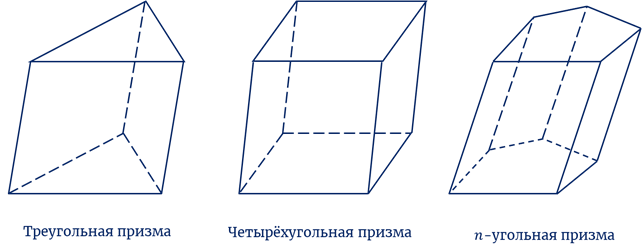 Треугольная призма
Четырёхугольная призма
n-угольная призма